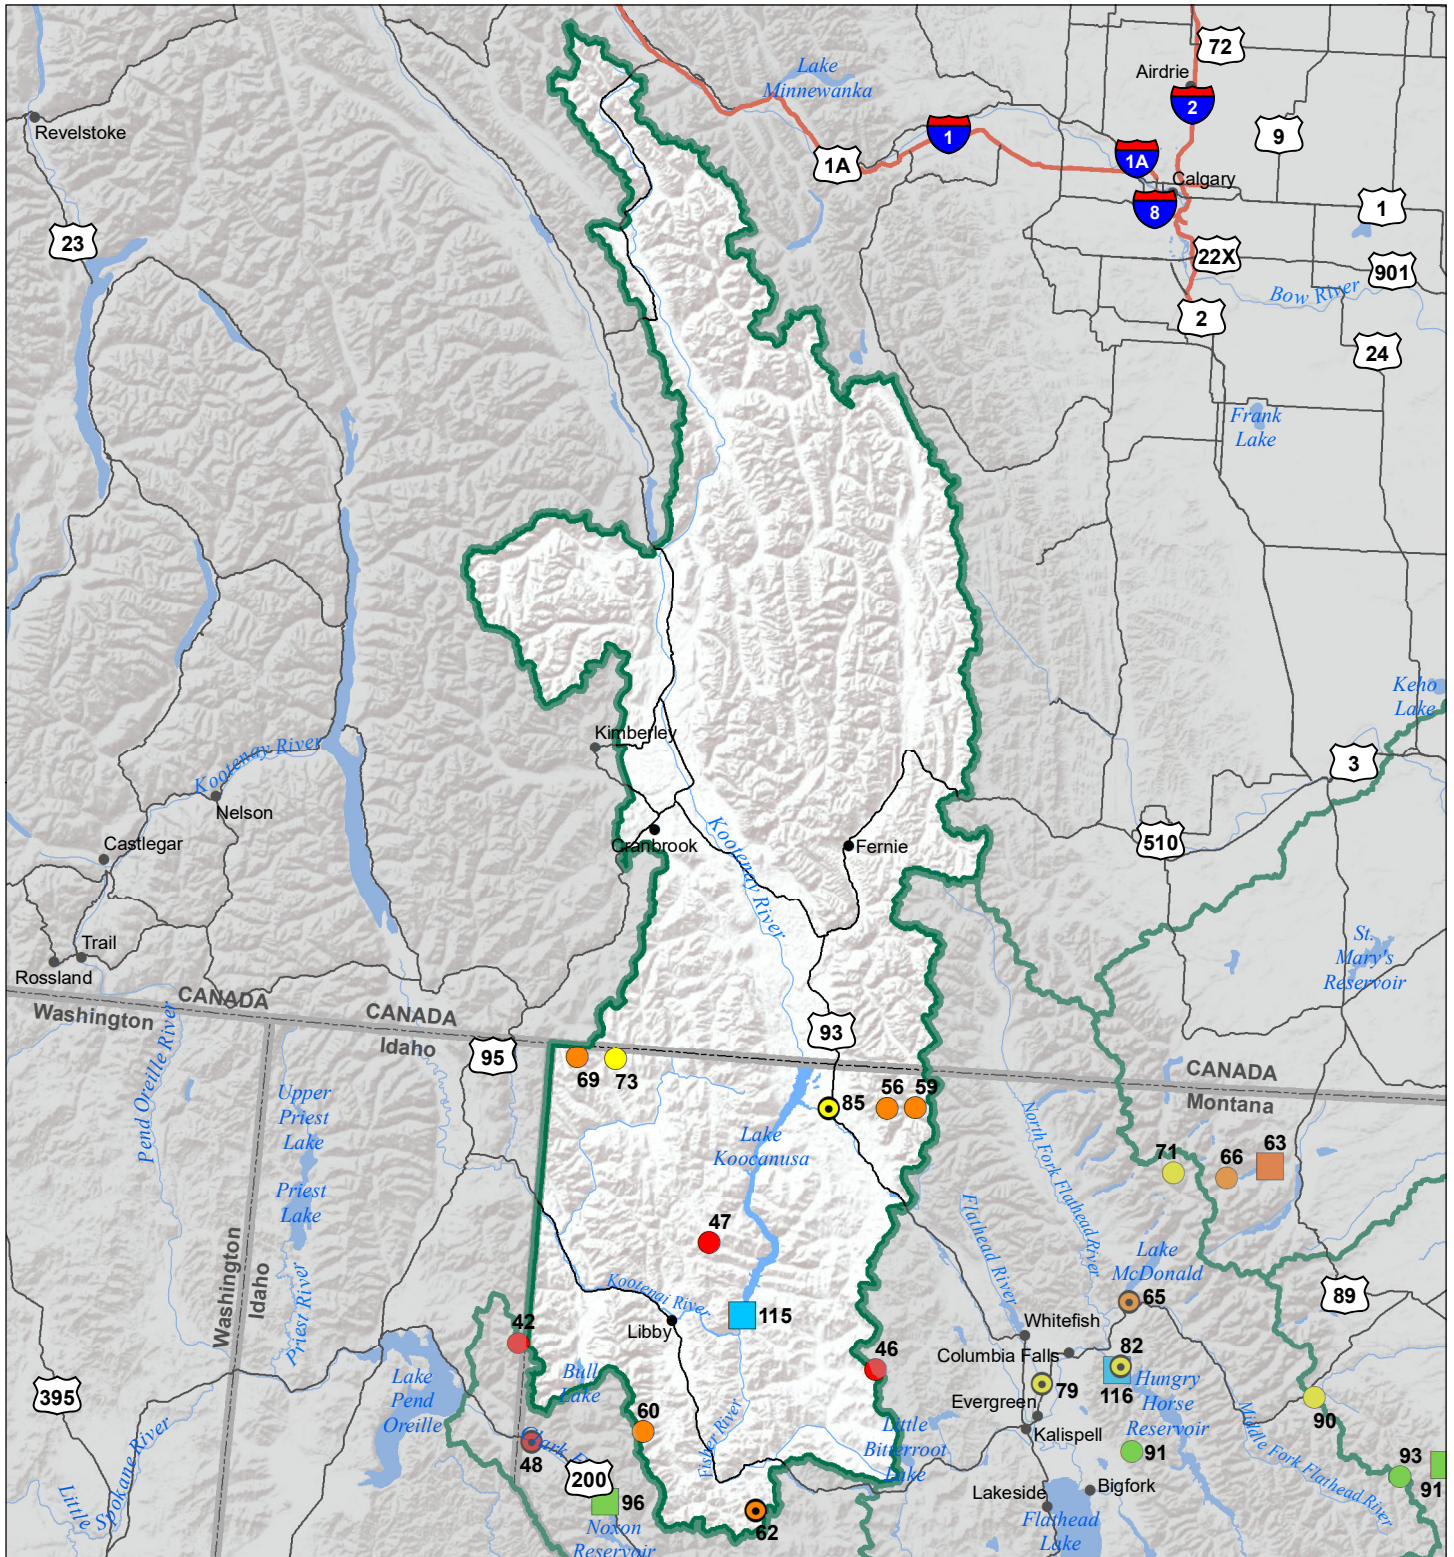 72
Airdrie
Lake
Minnewanka
2
Revelstoke
1
9
1A
1A
Calgary
8
1
23
22X
901
Bow River
2
24
Frank
Lake
Keho
Lake
Kimberley
Kootenay River
3
Nelson
Castlegar
Cranbrook
Kootenay River
Fernie
510
Trail
Rossland
St.
Mary's
Reservoir
CANADA
Washington
CANADA
Idaho
93
95
Pend Oreille River
69
73
CANADA
Montana
Upper
Priest
Lake
85
56
59
Lake
Koocanusa
North Fork Flathead River
71
66
63
Priest
Lake
47
Flathead River
Washington
Idaho
Lake
McDonald
Priest River
Kootenai River
65
89
115
Libby
Whitefish
42
Columbia Falls
82
46
Bull
Lake
Lake
Pend
Oreille
79
116
Hungry
Horse
Reservoir
395
Evergreen
90
60
Fisher River
Kalispell
Little
Bitterroot
Lake
Middle Fork Flathead River
Little Spokane River
Clark F
48
91
200
93
91
96
Lakeside
Bigfork
62
Noxon
Reservoir
Flathead
Lake